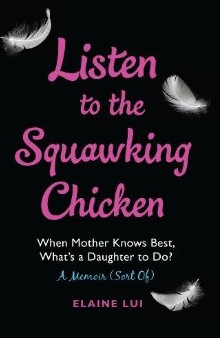 Listen
to the
Squawking
Chicken
When Mother Knows Best,
What's a Daughter to Do?
A Memoir (Sort Of)
ELAINE LUI